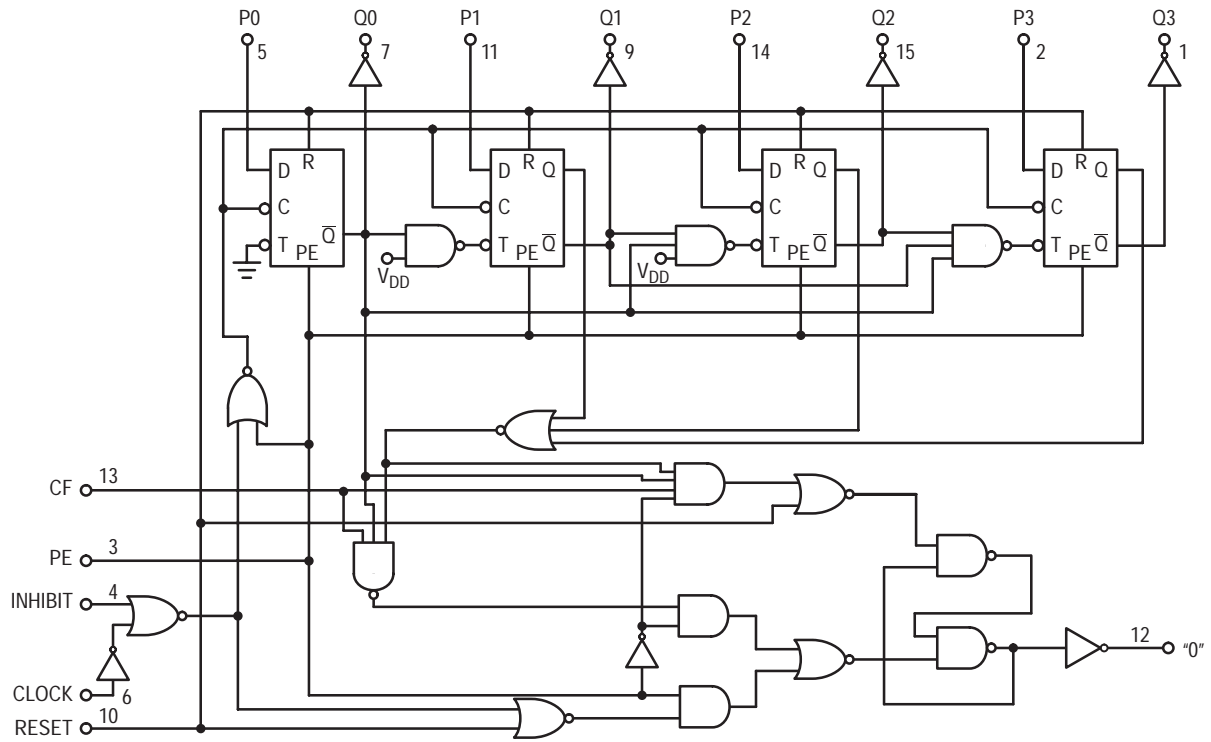 P0 Q0 P1 Q1 P2 Q2 P3 Q3
5 7 11 9 14 15 2 1
R R R R
D D Q D Q D Q
C C C C
T Q T Q T Q T Q
PE PE PE PE
VDD VDD
CF 13
PE 3
INHIBIT 4
CLOCK 6
RESET 10
12 "0"